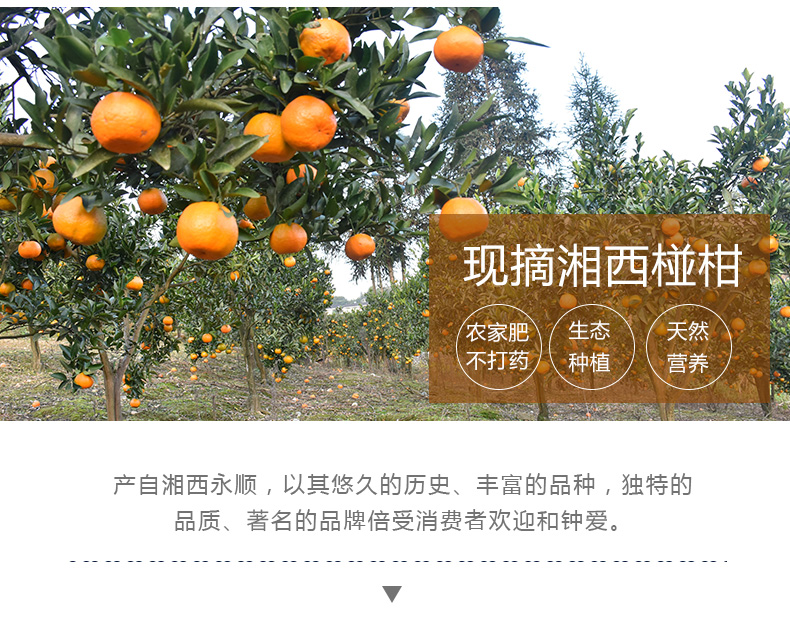 现摘湘西椪柑
农家肥
不打药
生态
种植
天然
营养
产自湘西永顺，以其悠久的历史、丰富的品种，独特的
品质、著名的品牌倍受消费者欢迎和钟爱。